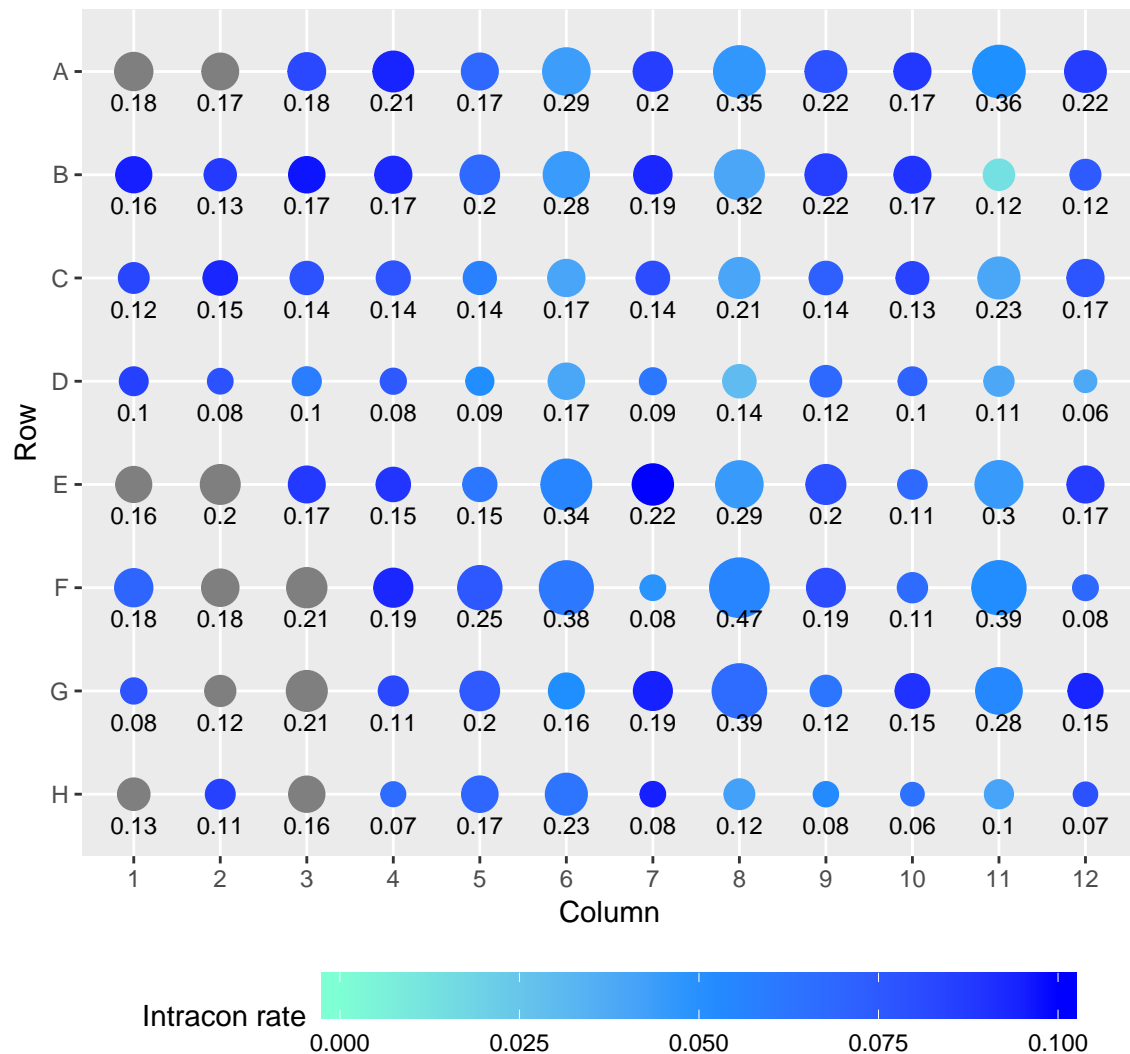 A
0.18 0.17 0.18 0.21 0.17 0.29 0.2 0.35 0.22 0.17 0.36 0.22
B
0.16 0.13 0.17 0.17 0.2 0.28 0.19 0.32 0.22 0.17 0.12 0.12
C
0.12 0.15 0.14 0.14 0.14 0.17 0.14 0.21 0.14 0.13 0.23 0.17
D
0.1 0.08 0.1 0.08 0.09 0.17 0.09 0.14 0.12 0.1 0.11 0.06
Row
E
0.16 0.2 0.17 0.15 0.15 0.34 0.22 0.29 0.2 0.11 0.3 0.17
F
0.18 0.18 0.21 0.19 0.25 0.38 0.08 0.47 0.19 0.11 0.39 0.08
G
0.08 0.12 0.21 0.11 0.2 0.16 0.19 0.39 0.12 0.15 0.28 0.15
H
0.13 0.11 0.16 0.07 0.17 0.23 0.08 0.12 0.08 0.06 0.1 0.07
1 2 3 4 5 6 7 8 9 10 11 12
Column
Intracon rate
0.000 0.025 0.050 0.075 0.100